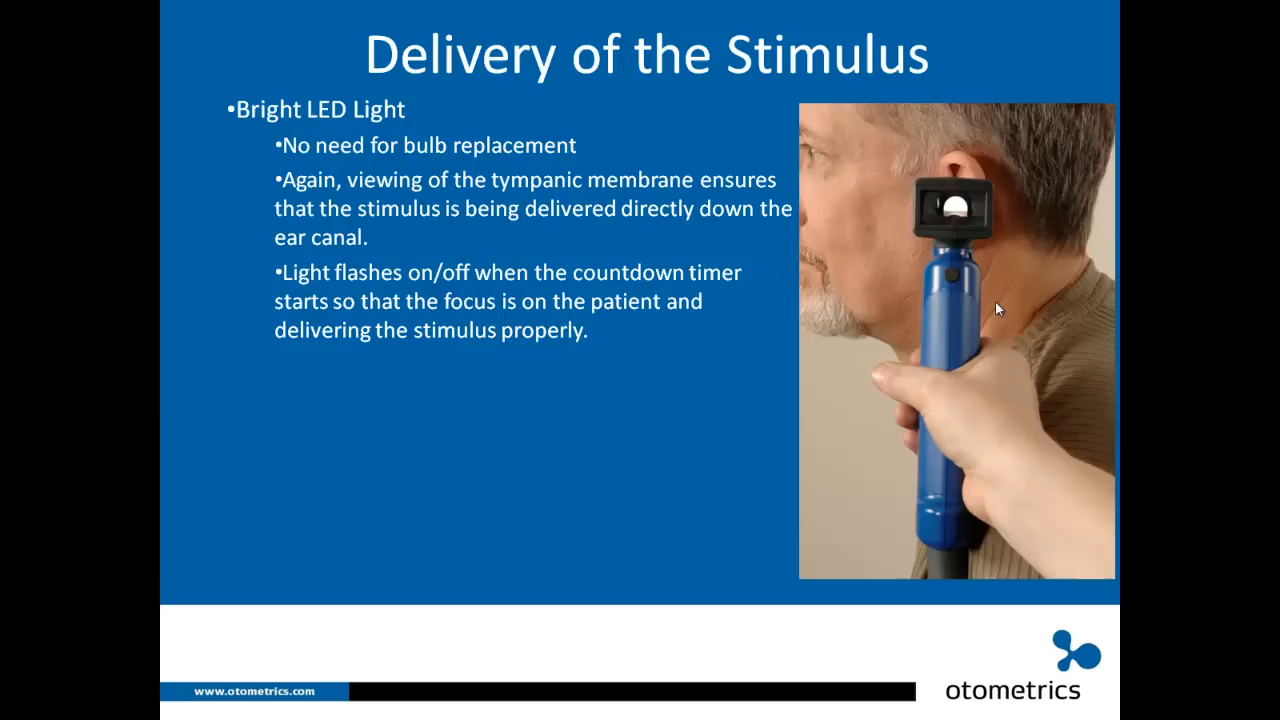 Delivery of the Stimulus
•Bright LED Light
•No need for bulb replacement
•Again, viewing of the tympanic membrane ensures
that the stimulus is being delivered directly down the
ear canal.
•Light flashes on/off when the countdown timer
starts so that the focus is on the patient and
delivering the stimulus properly.
www.otometrics.com
otometrics